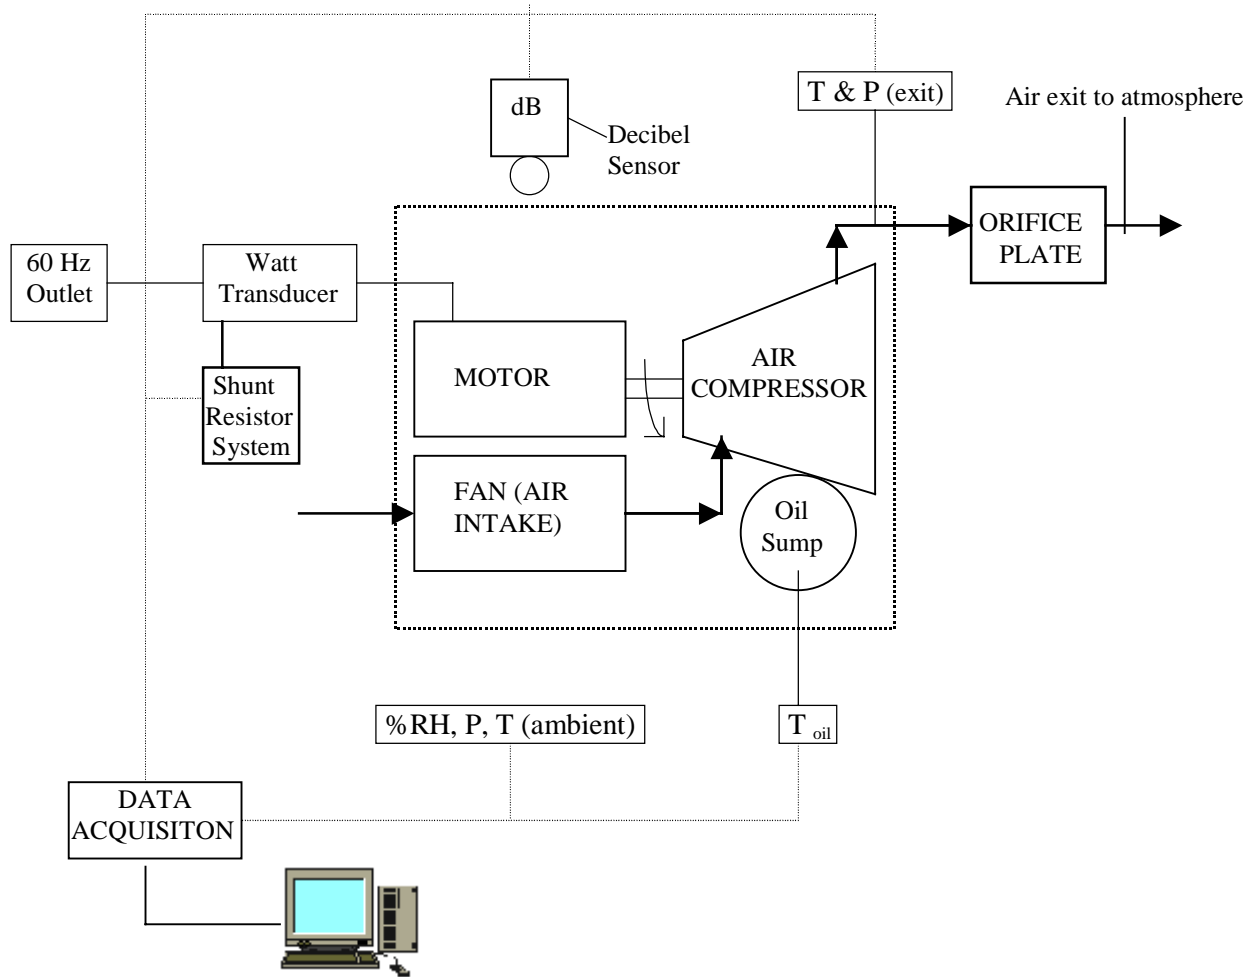 T & P (exit)
Air exit to atmosphere
dB
Decibel
Sensor
ORIFICE
PLATE
60 Hz
Outlet
Watt
Transducer
MOTOR
AIR
COMPRESSOR
Shunt
Resistor
System
FAN (AIR
INTAKE)
Oil
Sump
%RH, P, T (ambient)
T oil
DATA
ACQUISITON